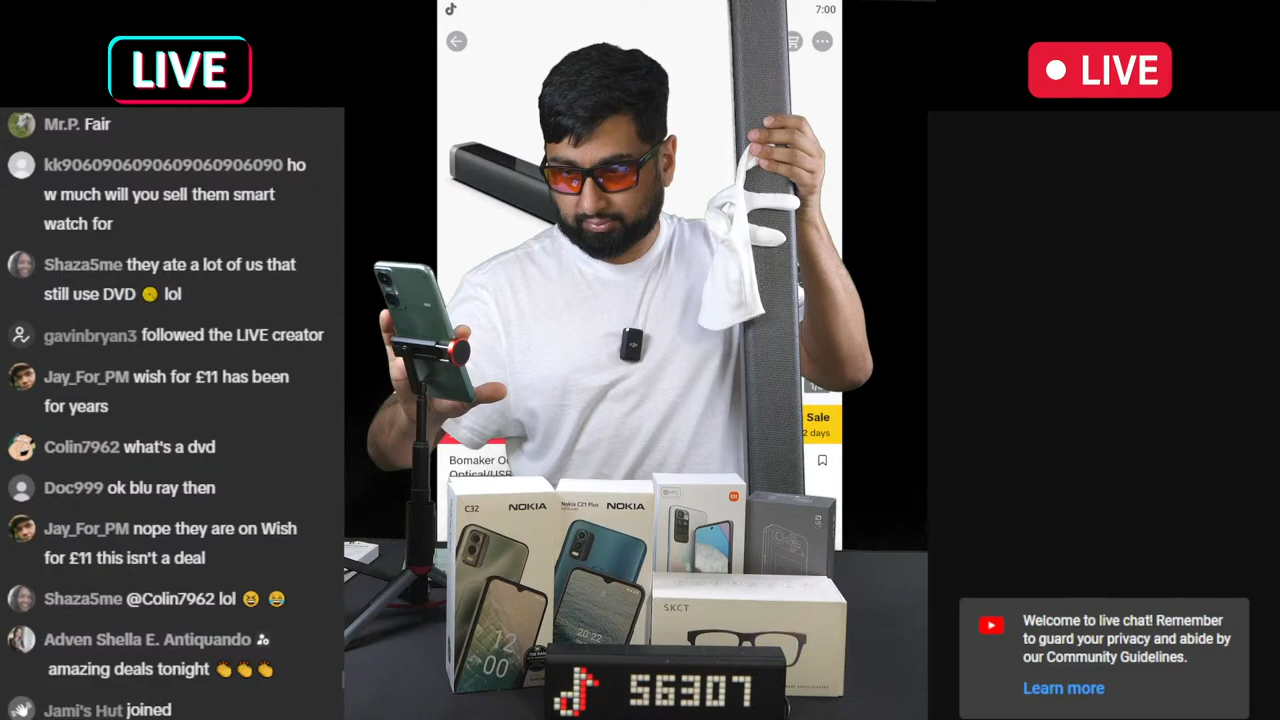 LIVE
Mr.P. Fair
kk9060906090609060906090 ho
w much will you sell them smart
watch for
Shaza5me they ate a lot of us that
still use DVD lol
gavinbryan3 followed the LIVE creator
Jay_For_PM wish for £11 has been
for years
Colin7962 what's a dvd
Doc999 ok blu ray then
Jay_For_PM nope they are on Wish
for £11 this isn't a deal
Shaza5me @Colin7962 lol
Adven Shella E. Antiquando
amazing deals tonight
Jami's Hut joined
7:00
Sale
2 days
Bomaker O
Optical/USB
C32 NOKIA
Nokia C21 Plus NOKIA
12
00
20:22
SKCT
56307
LIVE
Welcome to live chat! Remember
to guard your privacy and abide by
our Community Guidelines.
Learn more